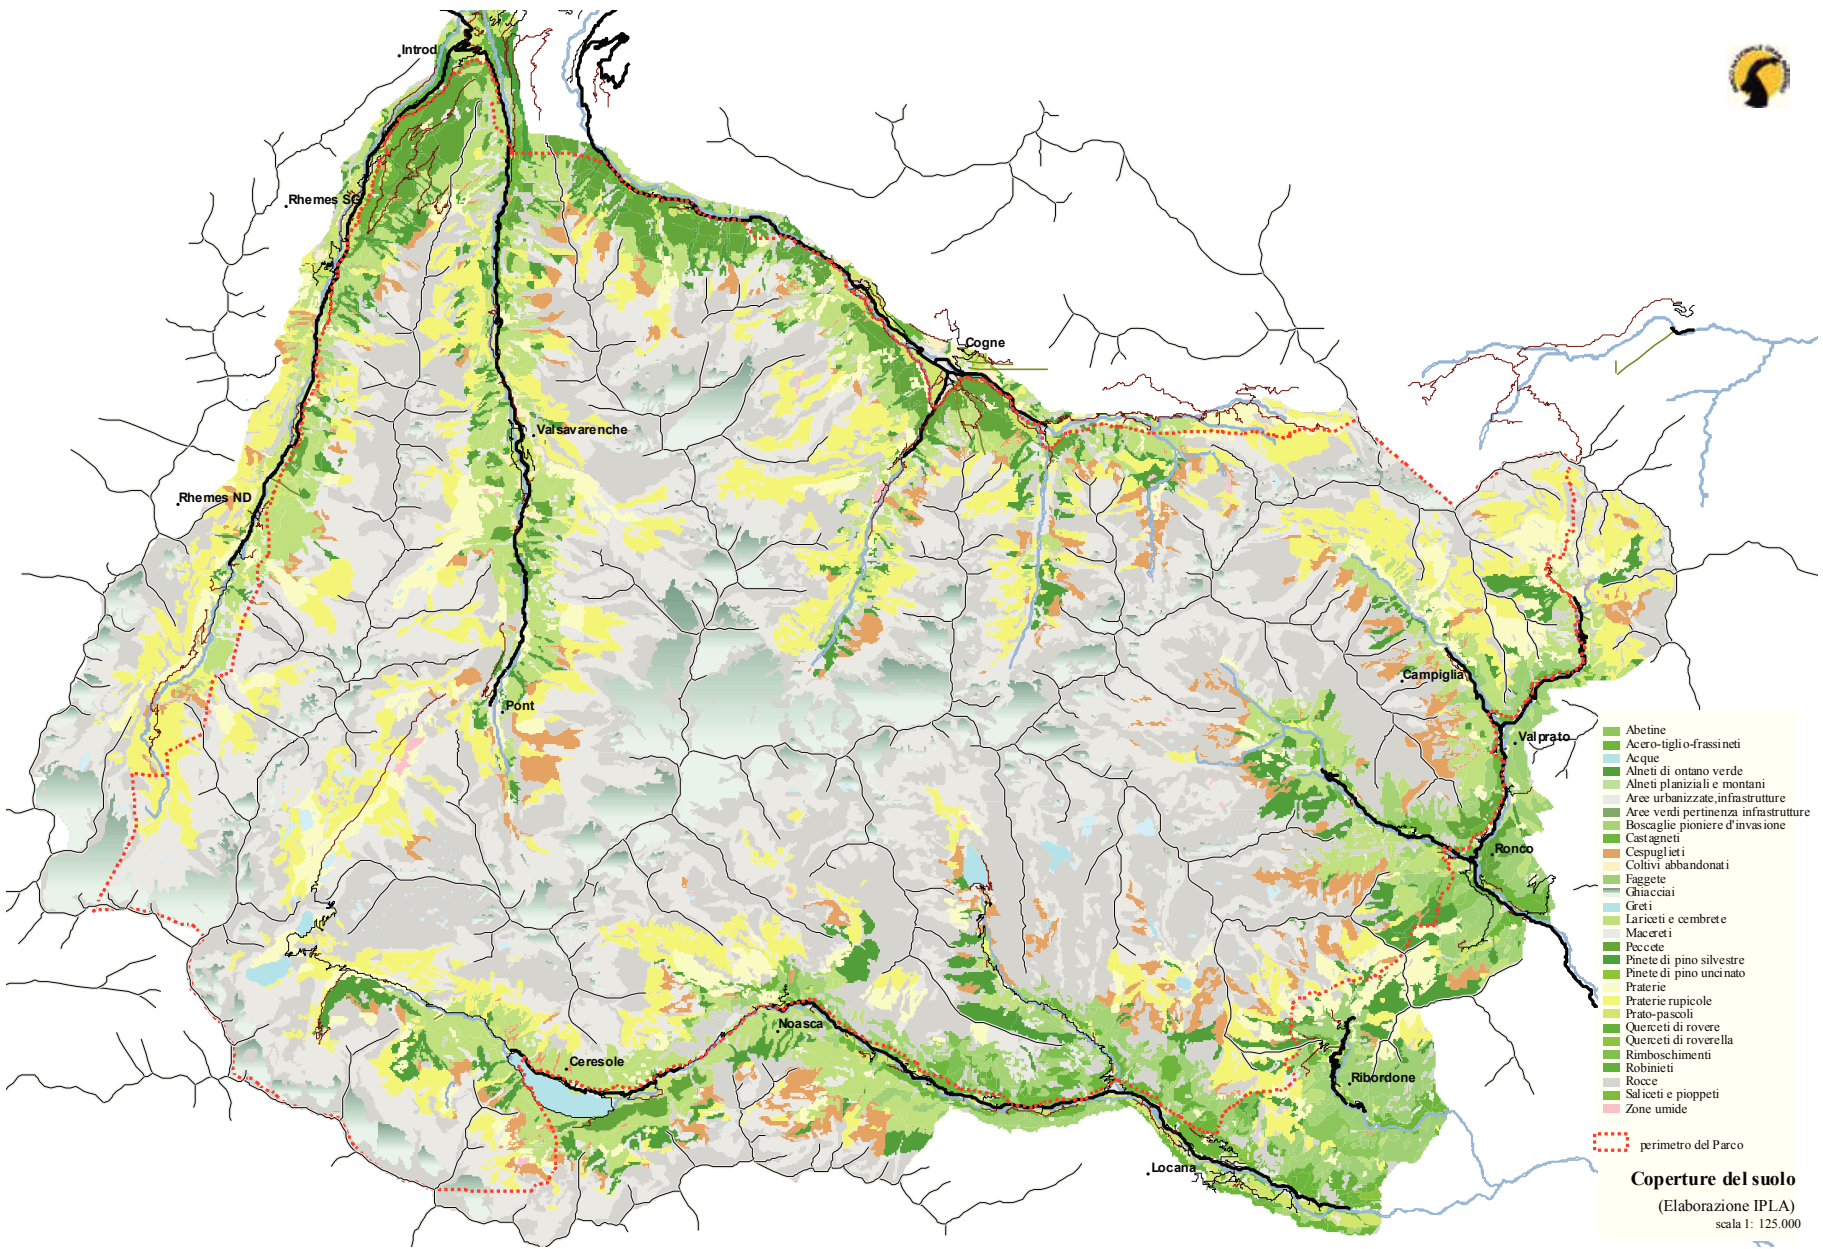 Introd
Rhemes SG
Cogne
Valsavarenche
Rhemes ND
Campiglia
Pont
Valprato
Ronco
Noasca
Ceresole
Ribordone
Locana
Abetine
Acero-tiglio-frassineti
Acque
Alneti di ontano verde
Alneti planiziali e montani
Aree urbanizzate,infrastrutture
Aree verdi pertinenza infrastrutture
Boscaglie pioniere d'invasione
Castagneti
Cespuglieti
Coltivi abbandonati
Faggete
Ghiacciai
Greti
Lariceti e cembrete
Macereti
Peccete
Pinete di pino silvestre
Pinete di pino uncinato
Praterie
Praterie rupicole
Prato-pascoli
Querceti di rovere
Querceti di roverella
Rimboschimenti
Robinieti
Rocce
Saliceti e pioppeti
Zone umide
perimetro del Parco
Coperture del suolo
(Elaborazione IPLA)
scala 1: 125.000